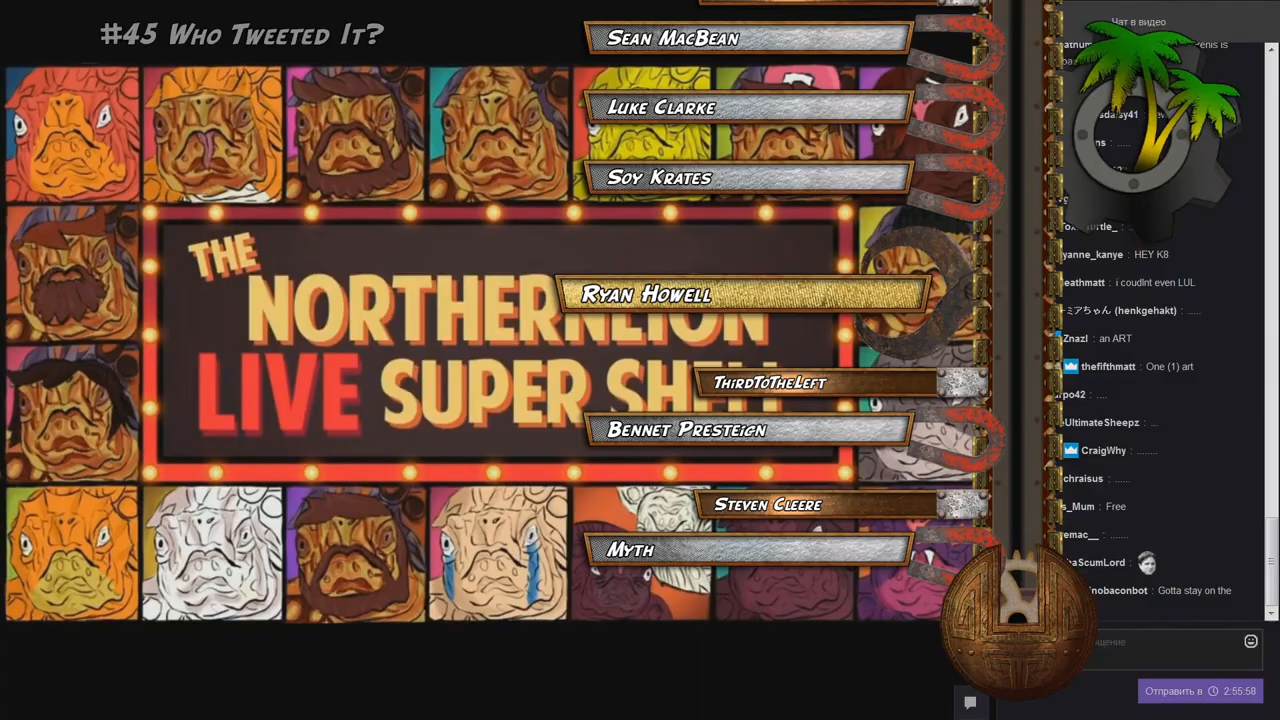 #45 Who Tweeted It?
Sean MacBean
Luke Clarke
Soy Krates
Ryan Howell
ThirdToTheLeft
Bennet Presteign
Steven Cleere
Myth
THE
NORTHERNLION
LIVE SUPER SH
Чат в видео
sdaisy41
yanne_kanye : HEY K8
eathmatt : i coudlnt even LUL
ミアちゃん (henkgehakt) : .....
Znazl : an ART
thefifthmatt : One (1) art
po42 : ....
UltimateSheepz : ...
CraigWhy : ........
chraisus : ......
s_Mum : Free
emac__ : .......
aScumLord :
nobaconbot : Gotta stay on the
Отправить в 2:55:58